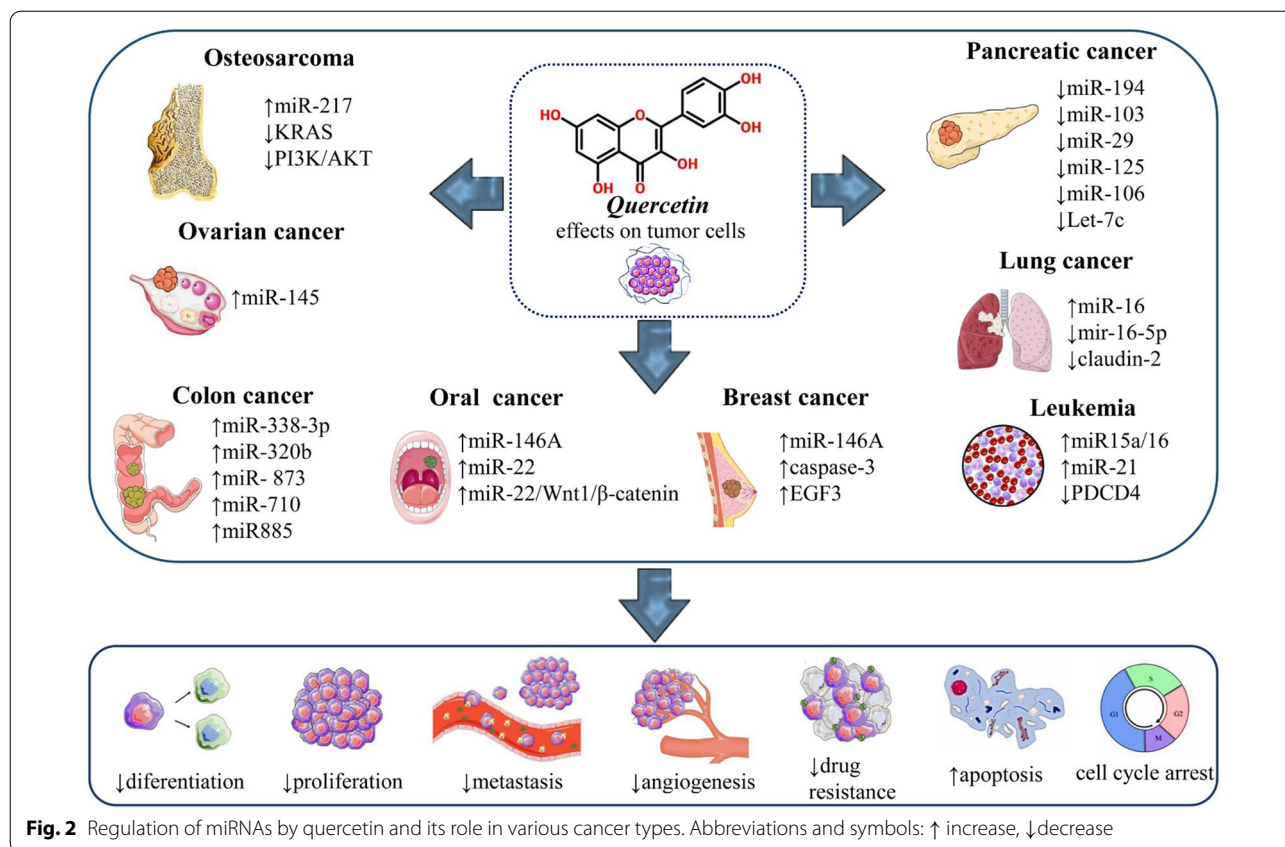 Osteosarcoma
↑miR-217
↓KRAS
↓PI3K/AKT
Ovarian cancer
↑miR-145
Colon cancer
↑miR-338-3p
↑miR-320b
↑miR- 873
↑miR-710
↑miR885
OH
OH
HO
O
OH
OH
O
Quercetin
effects on tumor cells
Oral cancer
↑miR-146A
↑miR-22
↑miR-22/Wnt1/β-catenin
Breast cancer
↑miR-146A
↑caspase-3
↑EGF3
Pancreatic cancer
↓miR-194
↓miR-103
↓miR-29
↓miR-125
↓miR-106
↓Let-7c
Lung cancer
↑miR-16
↓mir-16-5p
↓claudin-2
Leukemia
↑miR15a/16
↑miR-21
↓PDCD4
↓diferentiation
↓proliferation
↓metastasis
↓angiogenesis
↓drug
resistance
↑apoptosis
S
G1
G2
M
cell cycle arrest
Fig. 2 Regulation of miRNAs by quercetin and its role in various cancer types. Abbreviations and symbols: ↑ increase, ↓decrease